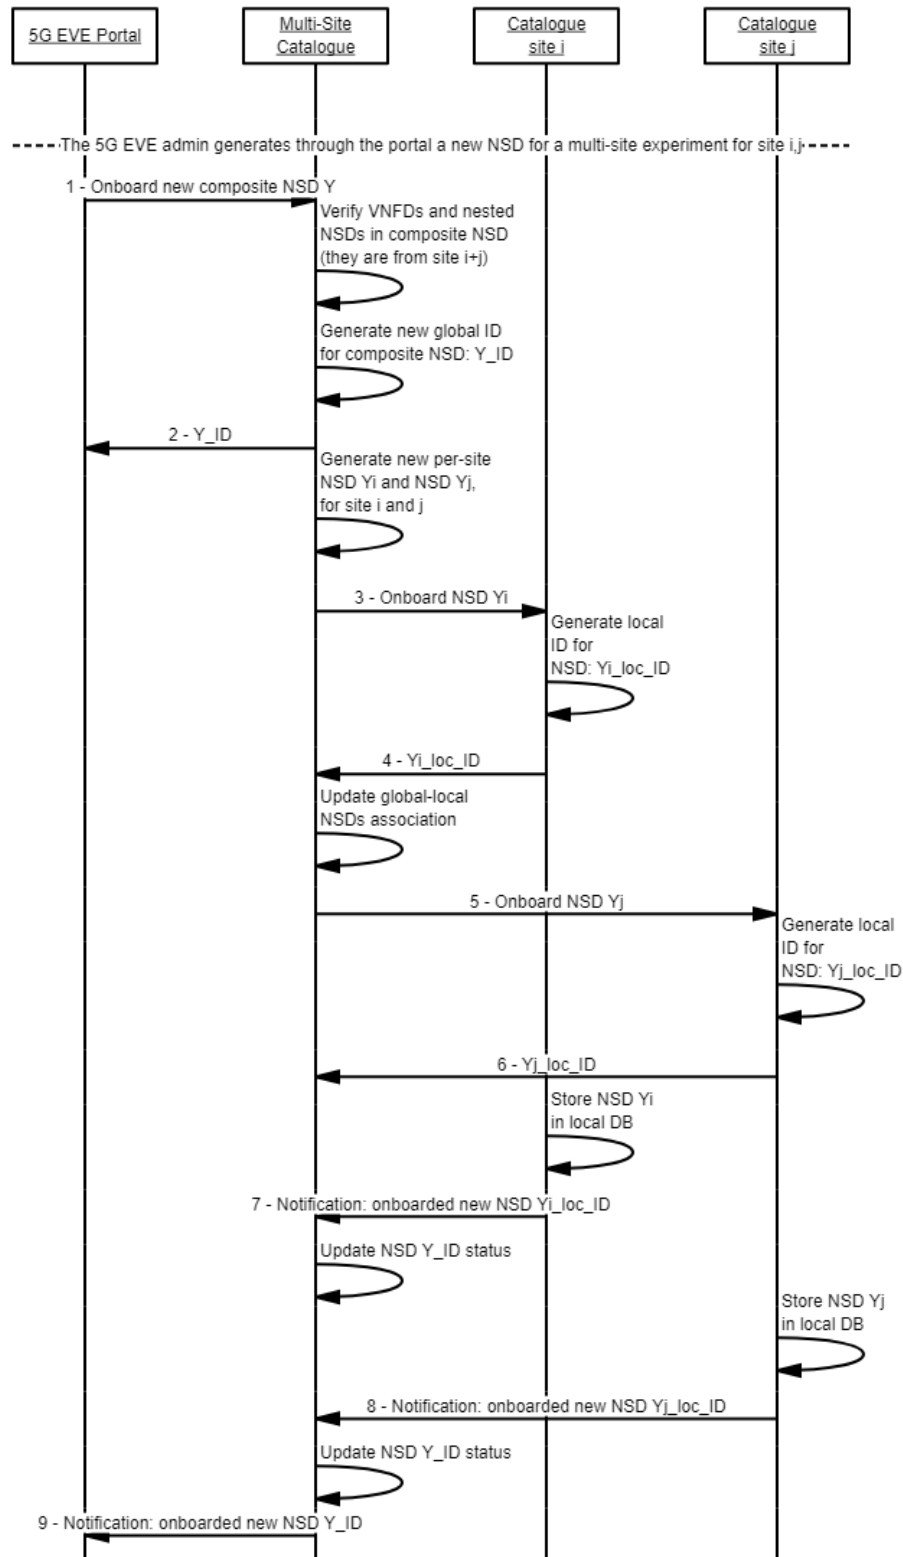 5G EVE Portal
Multi-Site
Catalogue
Catalogue
site i
Catalogue
site j
The 5G EVE admin generates through the portal a new NSD for a multi-site experiment for site i,j
1 - Onboard new composite NSD Y
Verify VNFDs and nested
NSDs in composite NSD
(they are from site i+j)
Generate new global ID
for composite NSD: Y_ID
2 - Y_ID
Generate new per-site
NSD Yi and NSD Yj,
for site i and j
3 - Onboard NSD Yi
Generate local
ID for
NSD: Yi_loc_ID
4 - Yi_loc_ID
Update global-local
NSDs association
5 - Onboard NSD Yj
Generate local
ID for
NSD: Yj_loc_ID
6 - Yj_loc_ID
Store NSD Yi
in local DB
7 - Notification: onboarded new NSD Yi_loc_ID
Update NSD Y_ID status
Store NSD Yj
in local DB
8 - Notification: onboarded new NSD Yj_loc_ID
Update NSD Y_ID status
9 - Notification: onboarded new NSD Y_ID